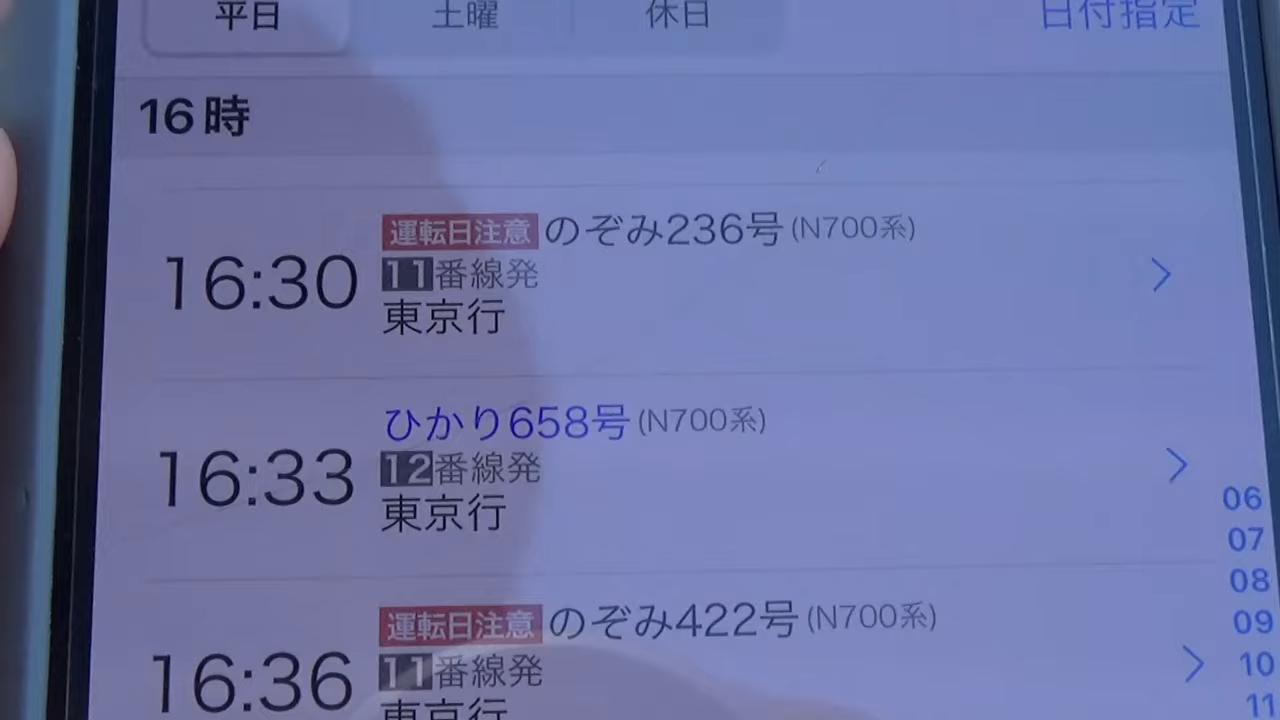 平日 土曜 休日 日付指定
16時
16:30 運転日注意 のぞみ236号 (N700系)
11番線発
東京行
16:33 ひかり658号 (N700系)
12番線発
東京行
16:36 運転日注意 のぞみ422号 (N700系)
11番線発
東京行
06
07
08
09
10
11